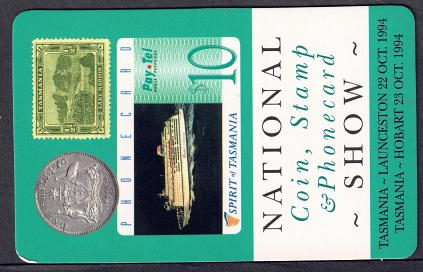 TASMANIA
PHONECARD
Pay Tel
$10
SPIRIT of TASMANIA
NATIONAL
Coin, Stamp
& Phonecard
~ SHOW ~
TASMANIA ~ LAUNCESTON 22 OCT. 1994
TASMANIA ~ HOBART 23 OCT. 1994